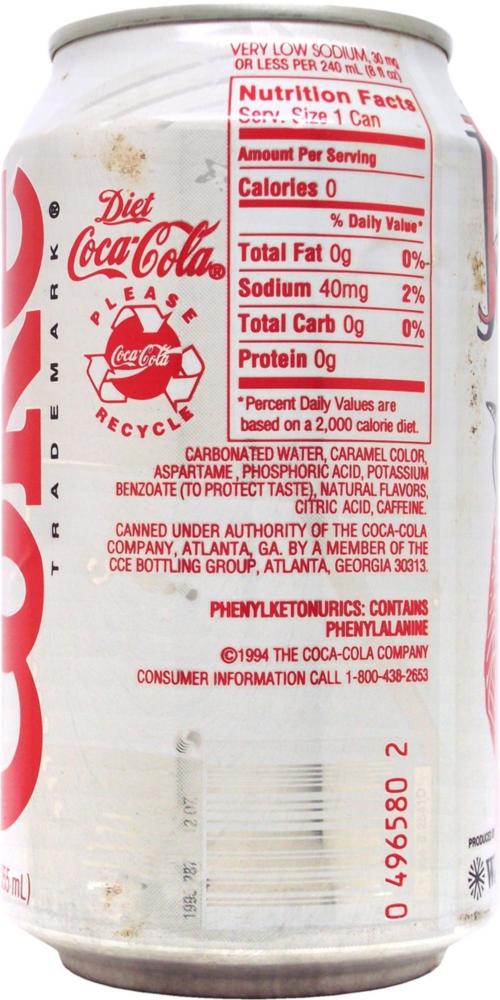 VERY LOW SODIUM, 30 mg
OR LESS PER 240 mL (8 fl oz)
Nutrition Facts
Serv. Size 1 Can
Amount Per Serving
Calories 0
% Daily Value*
Total Fat 0g 0%
Sodium 40mg 2%
Total Carb 0g 0%
Protein 0g
*Percent Daily Values are
based on a 2,000 calorie diet.
Diet
Coca-Cola®
PLEASE
Coca-Cola
RECYCLE
TRADEMARK®
CARBONATED WATER, CARAMEL COLOR,
ASPARTAME, PHOSPHORIC ACID, POTASSIUM
BENZOATE (TO PROTECT TASTE), NATURAL FLAVORS,
CITRIC ACID, CAFFEINE.
CANNED UNDER AUTHORITY OF THE COCA-COLA
COMPANY, ATLANTA, GA. BY A MEMBER OF THE
CCE BOTTLING GROUP, ATLANTA, GEORGIA 30313.
PHENYLKETONURICS: CONTAINS
PHENYLALANINE
©1994 THE COCA-COLA COMPANY
CONSUMER INFORMATION CALL 1-800-438-2653
0 496580 2
mL)